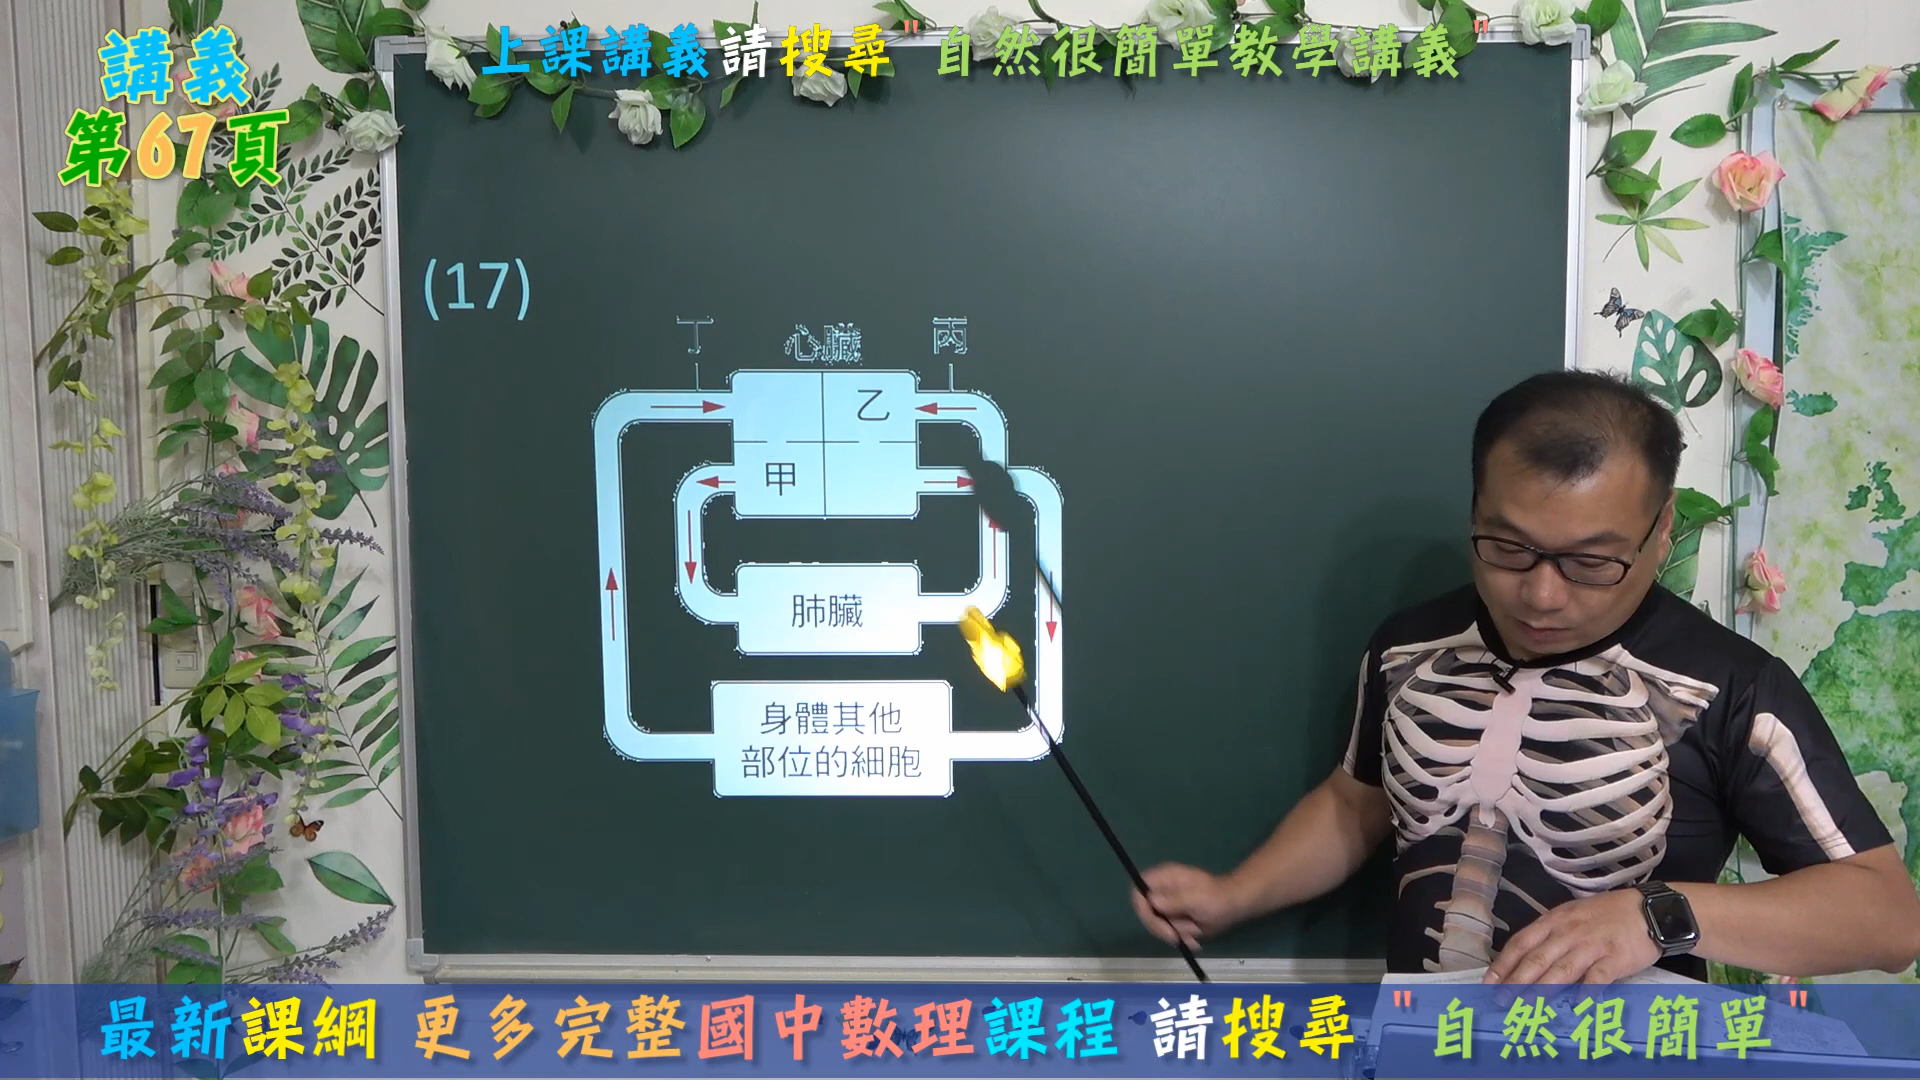 講義
第67頁
上課講義請搜尋"自然很簡單教學講義"
(17)
丁 心臟 丙
乙
甲
肺臟
身體其他
部位的細胞
最新課綱 更多完整國中數理課程 請搜尋"自然很簡單"